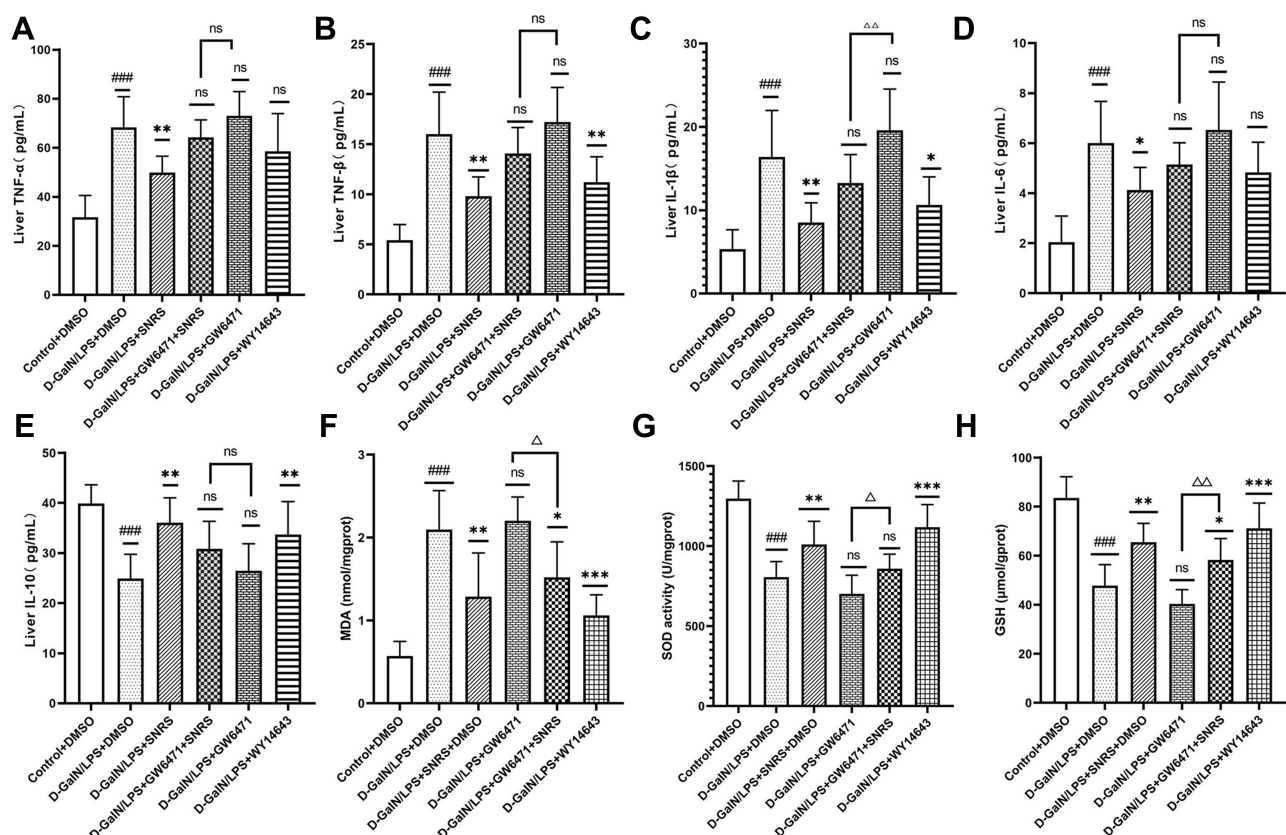 A
Liver TNF-α( pg/mL)
100
80
60
40
20
0
###
**
ns
ns
ns
ns
Control+DMSO
D-GalN/LPS+DMSO
D-GalN/LPS+SNRS
D-GalN/LPS+GW6471+SNRS
D-GalN/LPS+GW6471
D-GalN/LPS+WY14643
B
Liver TNF-β( pg/mL)
25
20
15
10
5
0
###
**
ns
ns
ns
**
Control+DMSO
D-GalN/LPS+DMSO
D-GalN/LPS+SNRS
D-GalN/LPS+GW6471+SNRS
D-GalN/LPS+GW6471
D-GalN/LPS+WY14643
C
Liver IL-1β( pg/mL)
30
20
10
0
###
**
ns
△△
ns
*
Control+DMSO
D-GalN/LPS+DMSO
D-GalN/LPS+SNRS
D-GalN/LPS+GW6471+SNRS
D-GalN/LPS+GW6471
D-GalN/LPS+WY14643
D
Liver IL-6( pg/mL)
10
8
6
4
2
0
###
*
ns
ns
ns
ns
Control+DMSO
D-GalN/LPS+DMSO
D-GalN/LPS+SNRS
D-GalN/LPS+GW6471+SNRS
D-GalN/LPS+GW6471
D-GalN/LPS+WY14643
E
Liver IL-10( pg/mL)
50
40
30
20
10
0
###
**
ns
ns
ns
**
Control+DMSO
D-GalN/LPS+DMSO
D-GalN/LPS+SNRS
D-GalN/LPS+GW6471+SNRS
D-GalN/LPS+GW6471
D-GalN/LPS+WY14643
F
MDA (nmol/mgprot)
3
2
1
0
###
**
ns
△
*
***
Control+DMSO
D-GalN/LPS+DMSO
D-GalN/LPS+SNRS+DMSO
D-GalN/LPS+GW6471
D-GalN/LPS+GW6471+SNRS
D-GalN/LPS+WY14643
G
SOD activity (U/mgprot)
1500
1000
500
0
###
**
ns
△
ns
***
Control+DMSO
D-GalN/LPS+DMSO
D-GalN/LPS+SNRS+DMSO
D-GalN/LPS+GW6471
D-GalN/LPS+GW6471+SNRS
D-GalN/LPS+WY14643
H
GSH (μmol/gprot)
100
80
60
40
20
0
###
**
ns
△△
*
***
Control+DMSO
D-GalN/LPS+DMSO
D-GalN/LPS+SNRS+DMSO
D-GalN/LPS+GW6471
D-GalN/LPS+GW6471+SNRS
D-GalN/LPS+WY14643